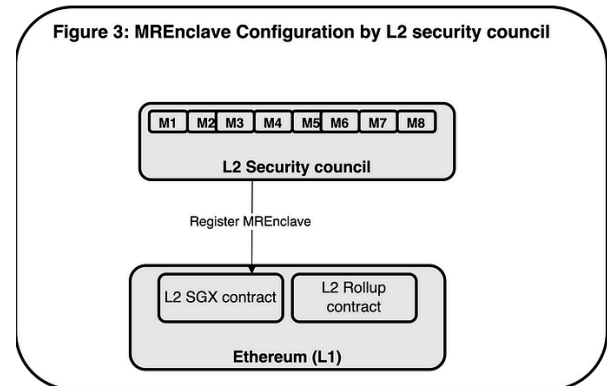 Figure 3: MREnclave Configuration by L2 security council
M1 M2 M3 M4 M5 M6 M7 M8
L2 Security council
Register MREnclave
L2 SGX contract
L2 Rollup
contract
Ethereum (L1)